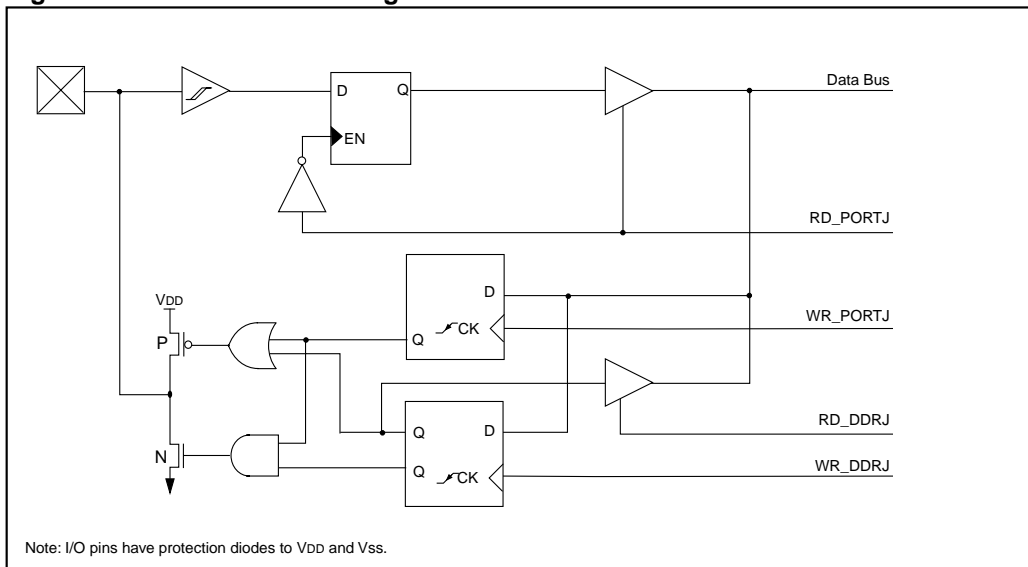 D
Q
EN
Data Bus
RD_PORTJ
D
Q
CK
WR_PORTJ
VDD
P
N
Q
D
Q
CK
RD_DDRJ
WR_DDRJ
Note: I/O pins have protection diodes to VDD and Vss.